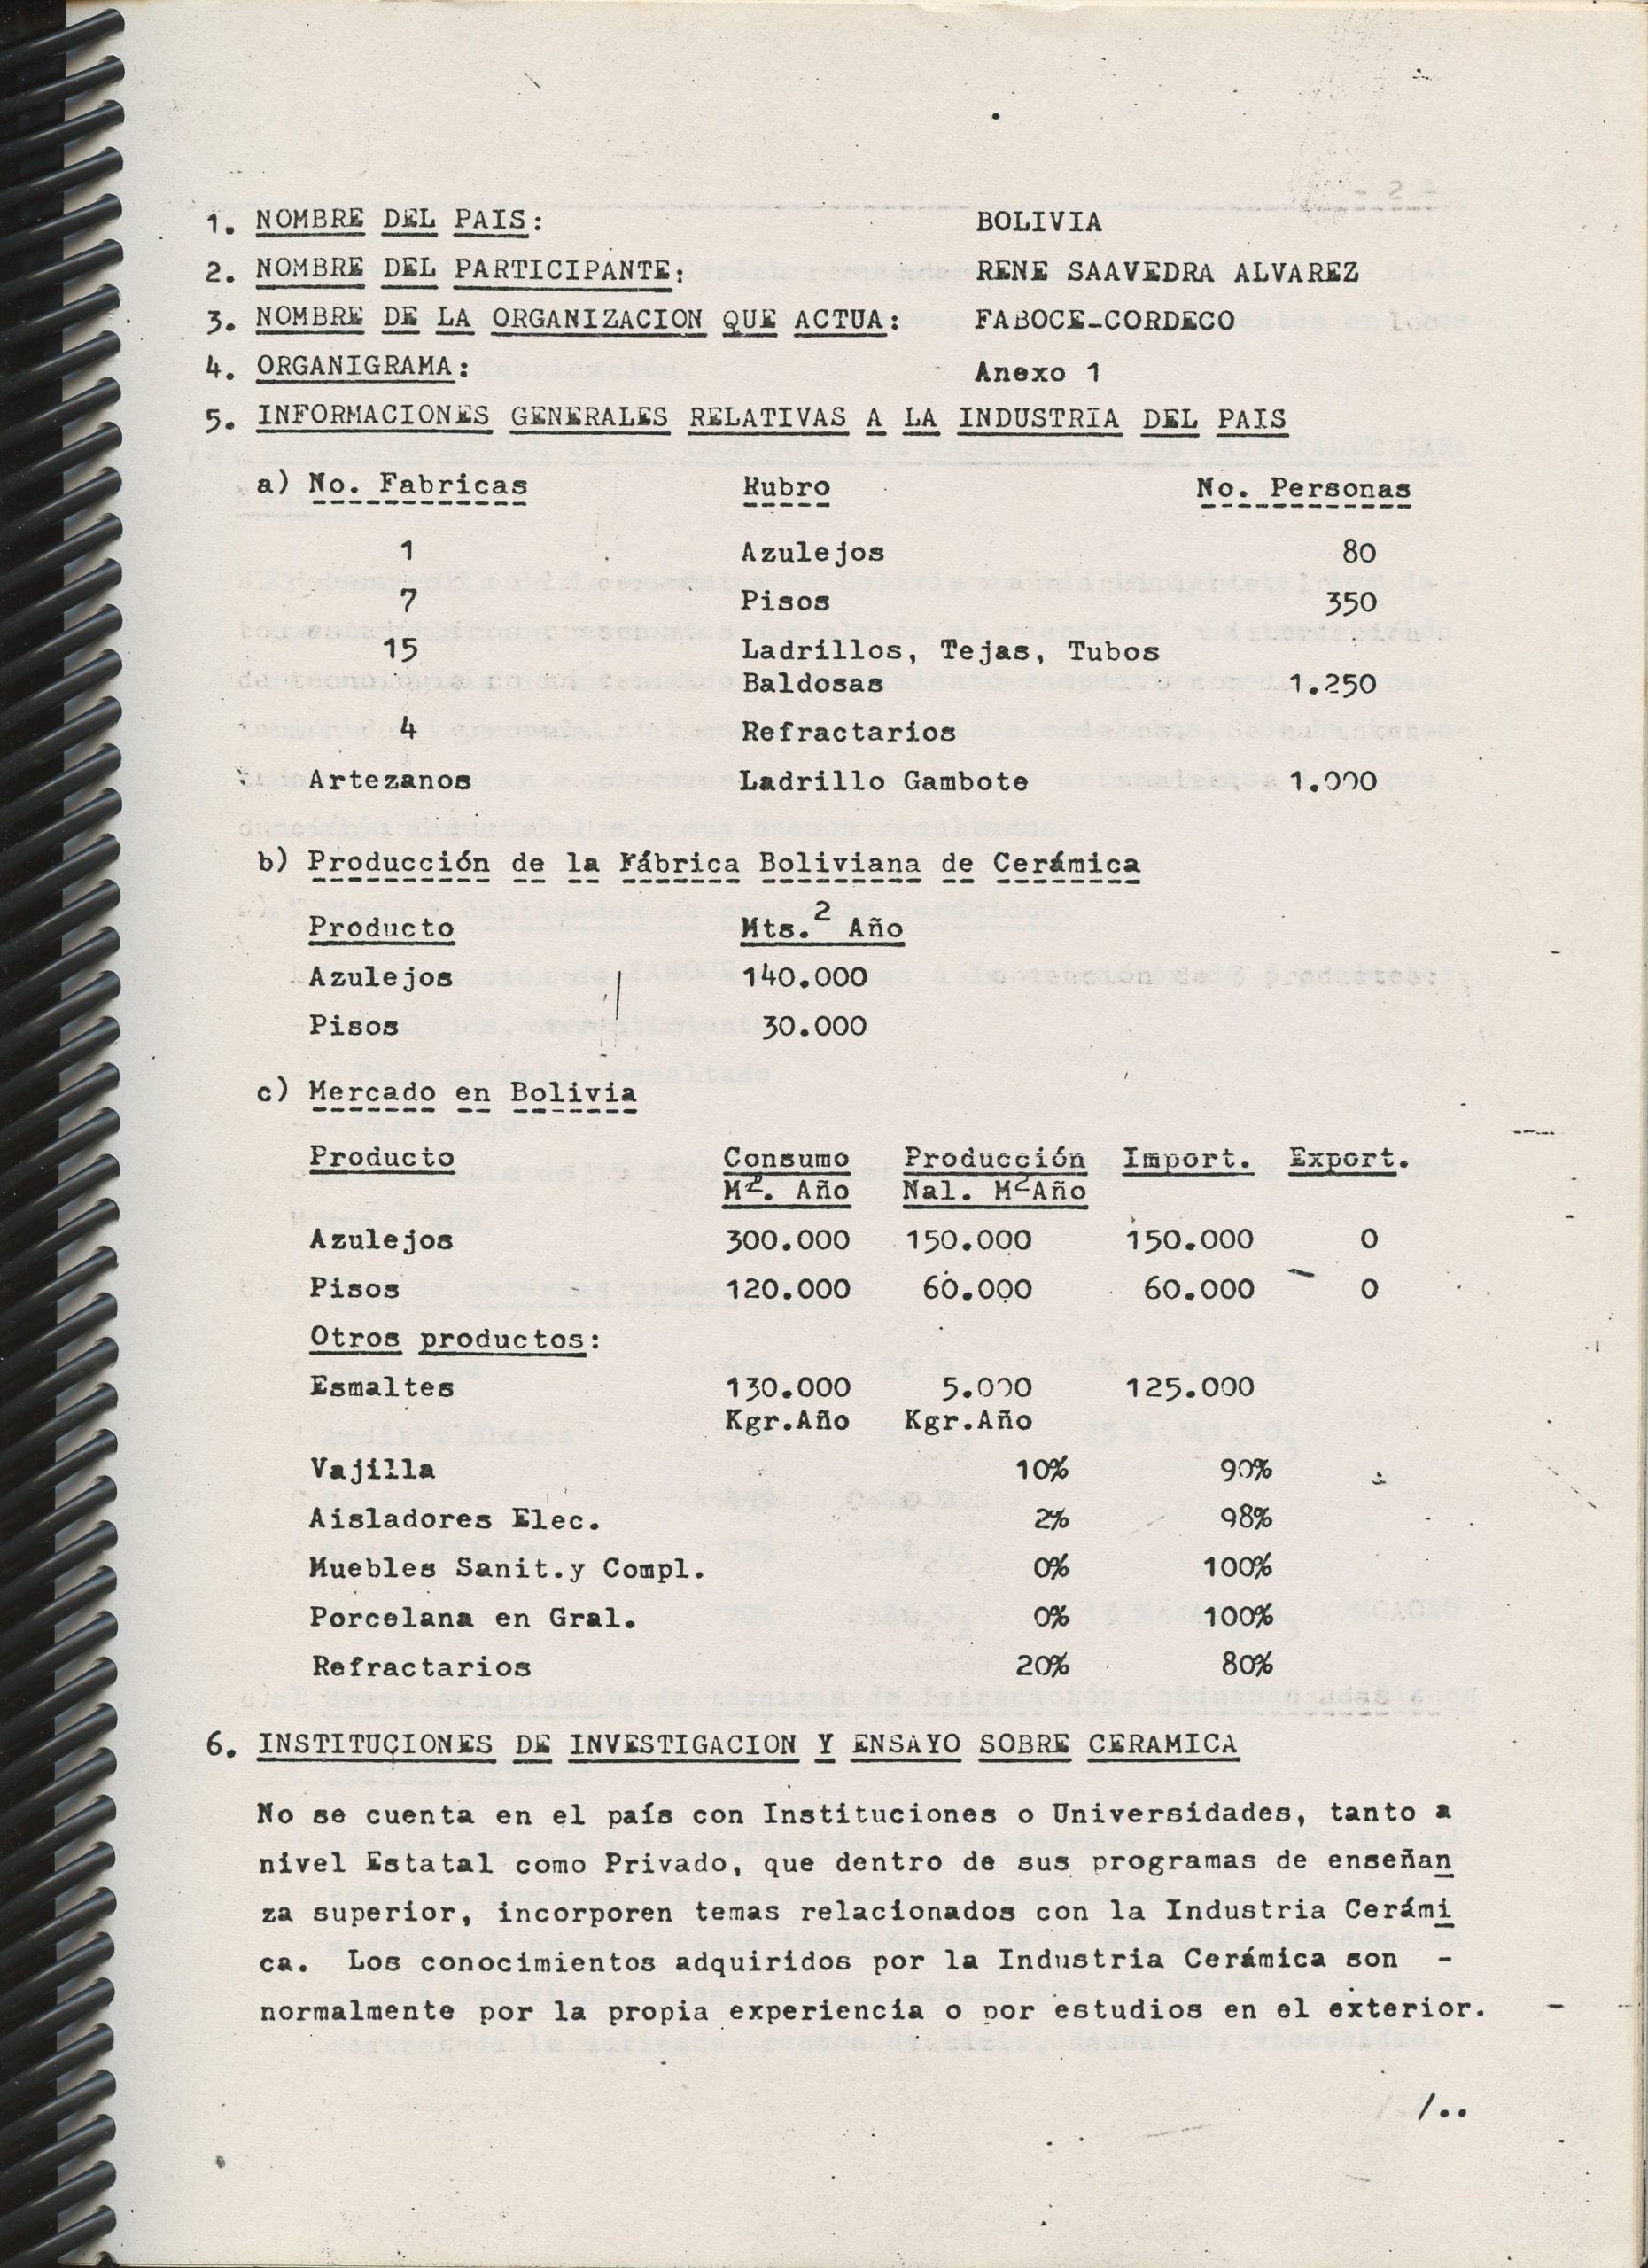 1. NOMBRE DEL PAIS: BOLIVIA
2. NOMBRE DEL PARTICIPANTE: RENE SAAVEDRA ALVAREZ
3. NOMBRE DE LA ORGANIZACION QUE ACTUA: FABOCE-CORDECO
4. ORGANIGRAMA: Anexo 1
5. INFORMACIONES GENERALES RELATIVAS A LA INDUSTRIA DEL PAIS
a) No. Fabricas Rubro No. Personas
1 Azulejos 80
7 Pisos 350
15 Ladrillos, Tejas, Tubos
Baldosas 1.250
4 Refractarios
Artezanos Ladrillo Gambote 1.000
b) Producción de la Fábrica Boliviana de Cerámica
Producto Mts.² Año
Azulejos 140.000
Pisos 30.000
c) Mercado en Bolivia
Producto Consumo Producción Import. Export.
M². Año Nal. M²Año
Azulejos 300.000 150.000 150.000 0
Pisos 120.000 60.000 60.000 0
Otros productos:
Esmaltes 130.000 5.000 125.000
Kgr.Año Kgr.Año
Vajilla 10% 90%
Aisladores Elec. 2% 98%
Muebles Sanit.y Compl. 0% 100%
Porcelana en Gral. 0% 100%
Refractarios 20% 80%
6. INSTITUCIONES DE INVESTIGACION Y ENSAYO SOBRE CERAMICA
No se cuenta en el país con Instituciones o Universidades, tanto a
nivel Estatal como Privado, que dentro de sus programas de enseñan
za superior, incorporen temas relacionados con la Industria Cerámi
ca. Los conocimientos adquiridos por la Industria Cerámica son -
normalmente por la propia experiencia o por estudios en el exterior.
/..